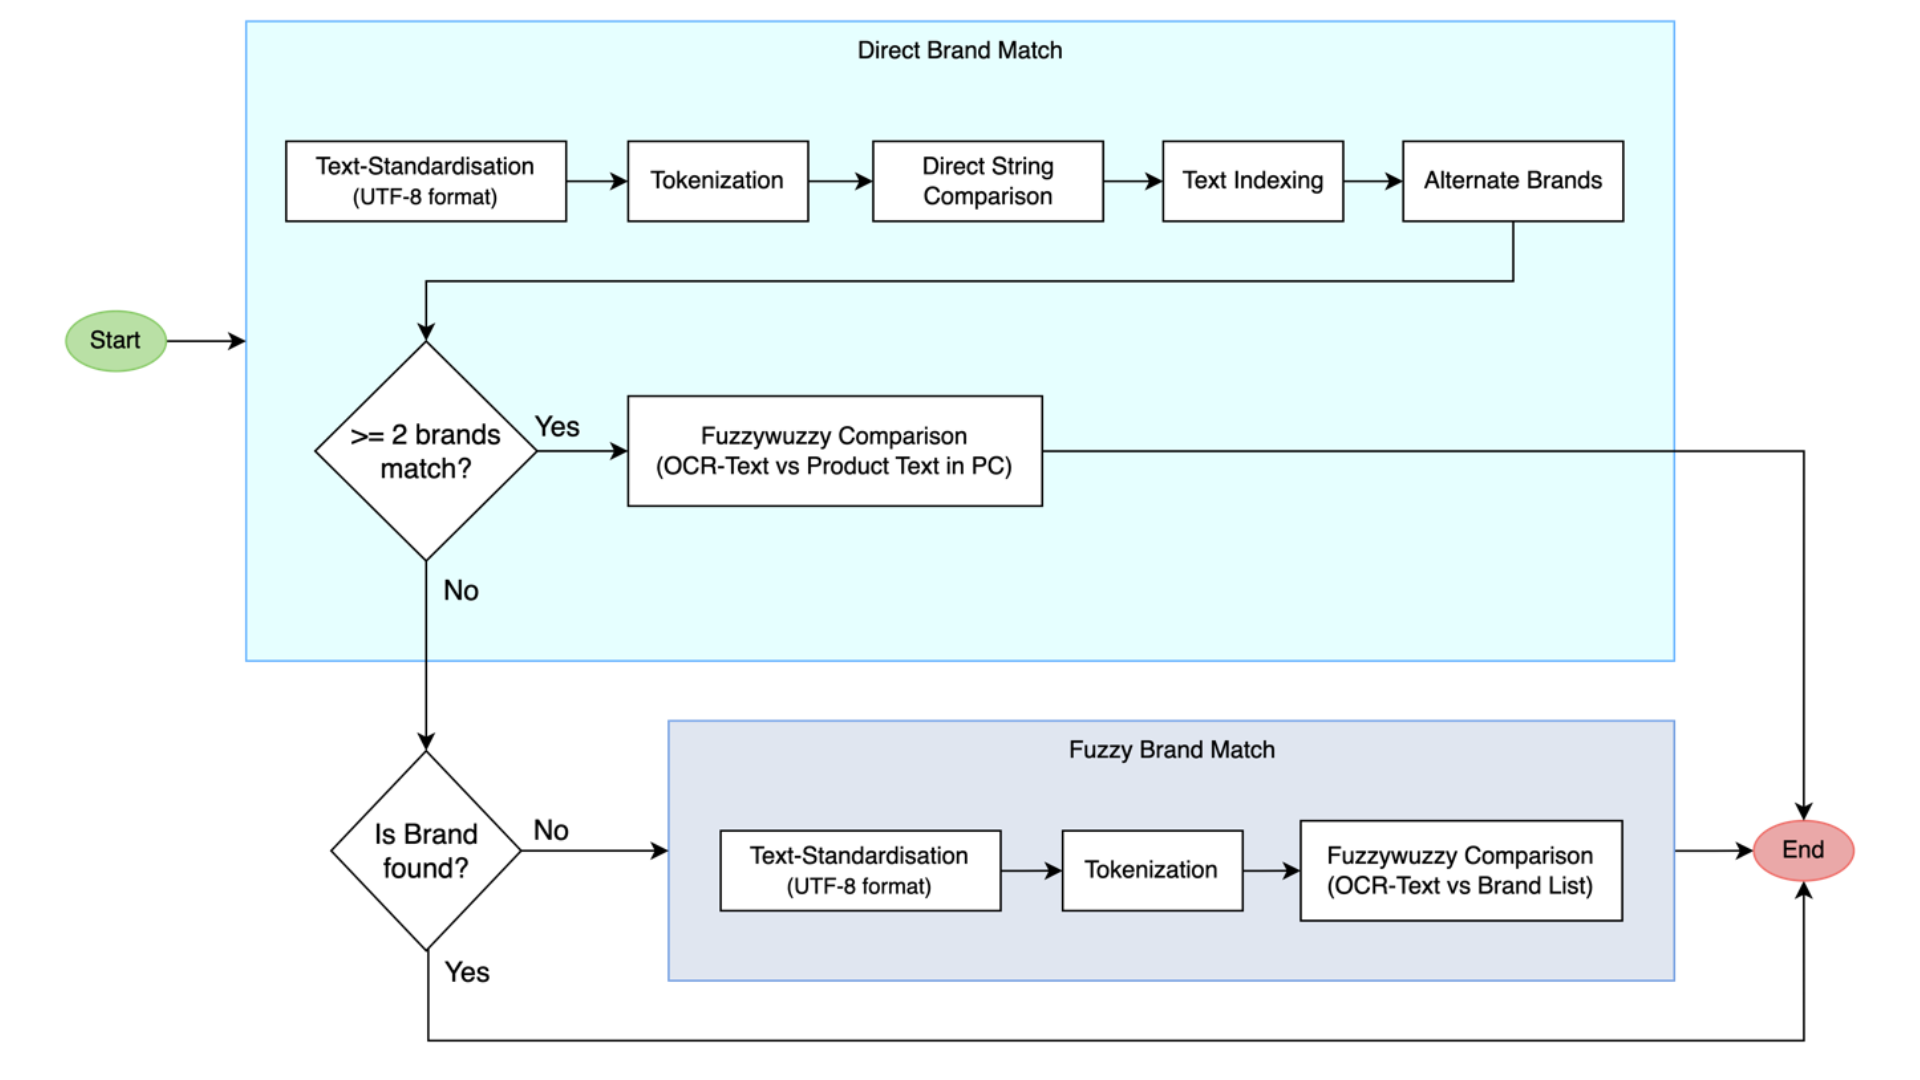 Direct Brand Match
Text-Standardisation
(UTF-8 format)
Tokenization
Direct String
Comparison
Text Indexing
Alternate Brands
Start
>= 2 brands
match?
Yes
Fuzzywuzzy Comparison
(OCR-Text vs Product Text in PC)
No
Fuzzy Brand Match
Is Brand
found?
No
Text-Standardisation
(UTF-8 format)
Tokenization
Fuzzywuzzy Comparison
(OCR-Text vs Brand List)
End
Yes